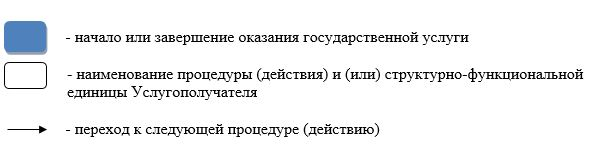 - начало или завершение оказания государственной услуги
- наименование процедуры (действия) и (или) структурно-функциональной
единицы Услугополучателя
- переход к следующей процедуре (действию)